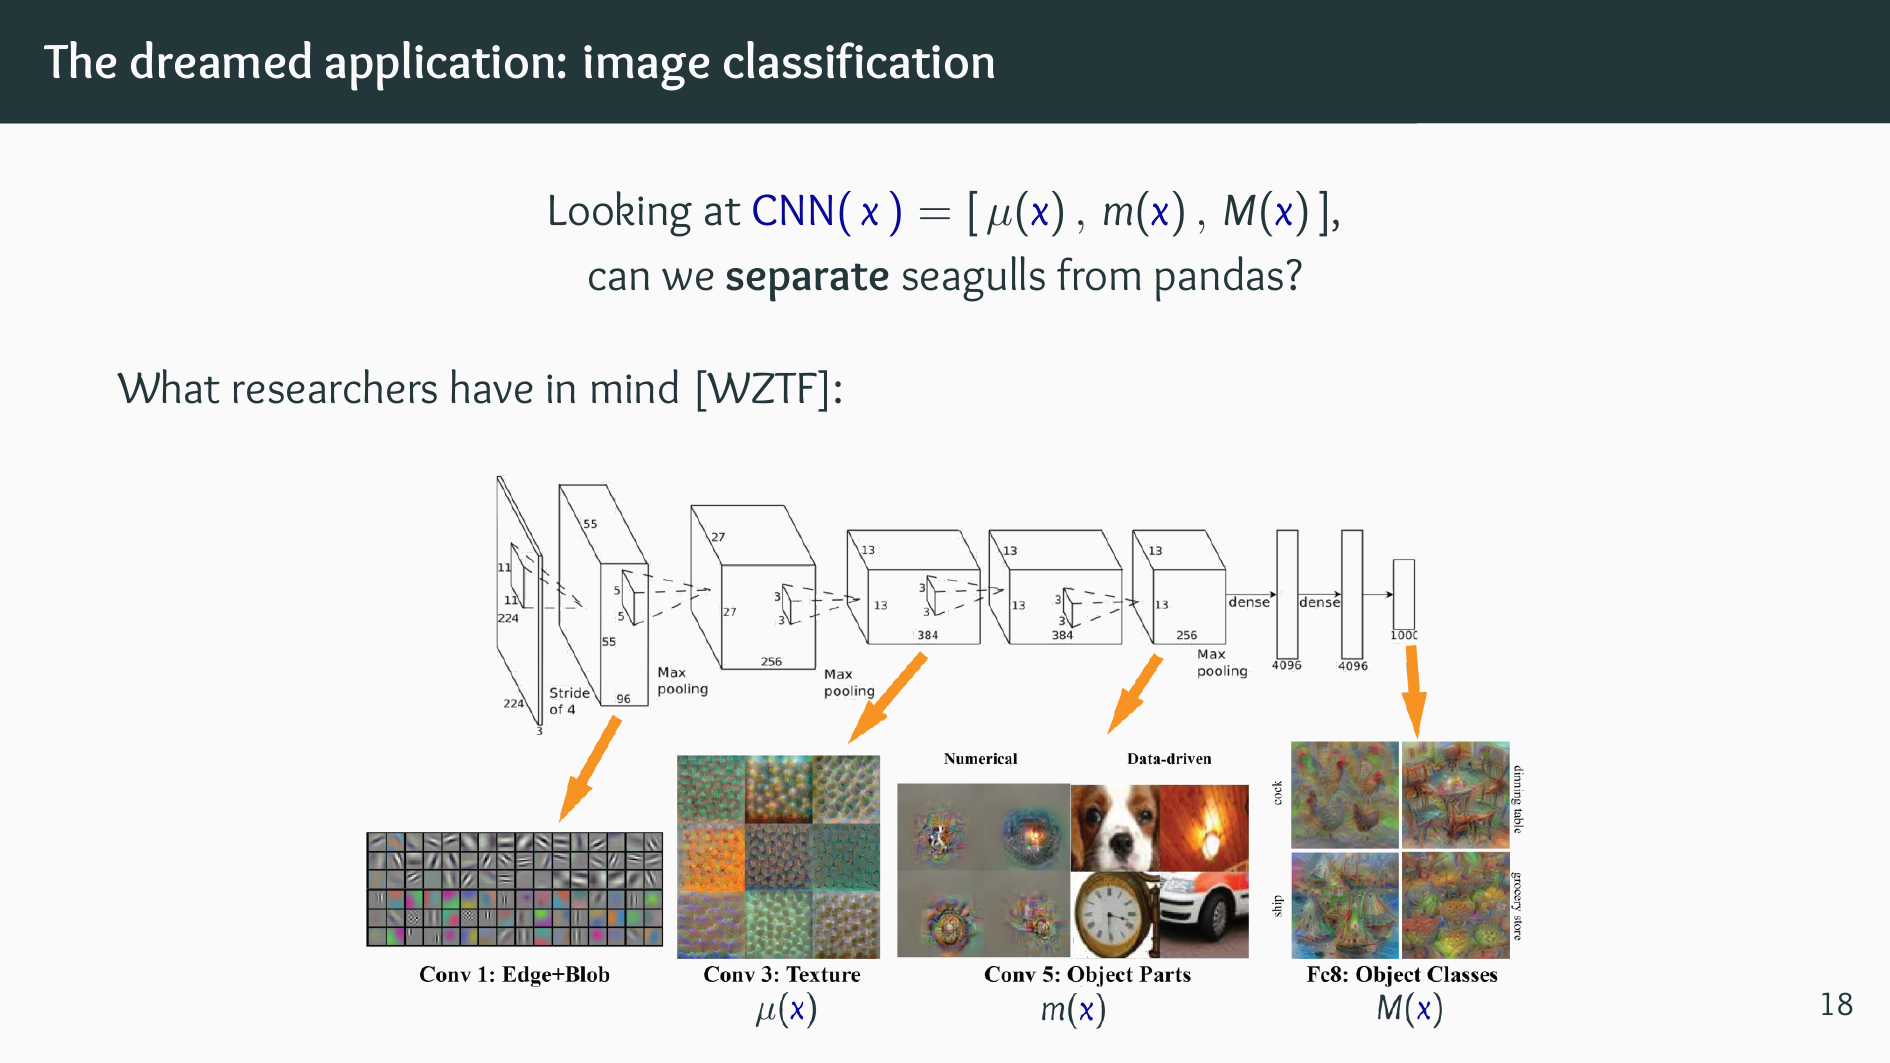 The dreamed application: image classification
Looking at CNN( x ) = [ μ(x) , m(x) , M(x) ],
can we separate seagulls from pandas?
What researchers have in mind [WZTF]:
11
11
224
224
3
Stride
of 4
55
5
5
55
96
Max
pooling
27
3
3
27
256
Max
pooling
13
3
3
13
384
13
3
3
13
384
13
13
256
Max
pooling
dense
4096
dense
4096
1000
Numerical
Data-driven
cock
dinning table
ship
grocery store
Conv 1: Edge+Blob
Conv 3: Texture
Conv 5: Object Parts
Fc8: Object Classes
μ(x)
m(x)
M(x)
18